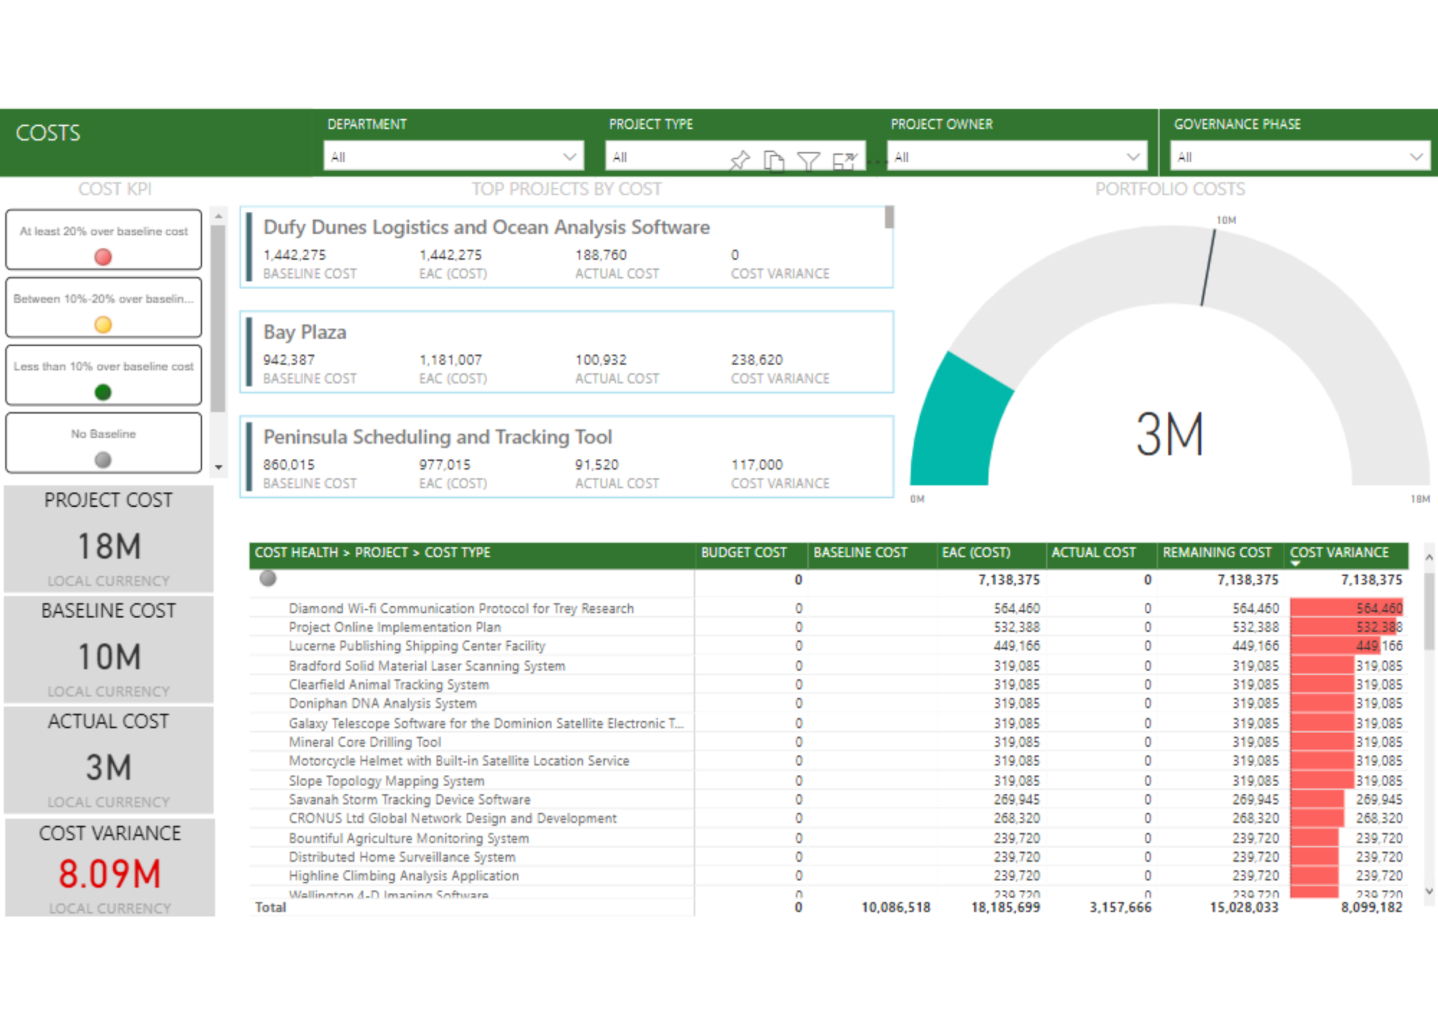 COSTS
DEPARTMENT
All
PROJECT TYPE
All
PROJECT OWNER
All
GOVERNANCE PHASE
All
COST KPI
At least 20% over baseline cost
Between 10%-20% over baselin...
Less than 10% over baseline cost
No Baseline
PROJECT COST
18M
LOCAL CURRENCY
BASELINE COST
10M
LOCAL CURRENCY
ACTUAL COST
3M
LOCAL CURRENCY
COST VARIANCE
8.09M
LOCAL CURRENCY
TOP PROJECTS BY COST
Dufy Dunes Logistics and Ocean Analysis Software
1,442,275 1,442,275 188,760 0
BASELINE COST EAC (COST) ACTUAL COST COST VARIANCE
Bay Plaza
942,387 1,181,007 100,932 238,620
BASELINE COST EAC (COST) ACTUAL COST COST VARIANCE
Peninsula Scheduling and Tracking Tool
860,015 977,015 91,520 117,000
BASELINE COST EAC (COST) ACTUAL COST COST VARIANCE
PORTFOLIO COSTS
10M
3M
0M 18M
COST HEALTH > PROJECT > COST TYPE BUDGET COST BASELINE COST EAC (COST) ACTUAL COST REMAINING COST COST VARIANCE
0 7,138,375 0 7,138,375 7,138,375
Diamond Wi-fi Communication Protocol for Trey Research 0 564,460 0 564,460 564,460
Project Online Implementation Plan 0 532,388 0 532,388 532,388
Lucerne Publishing Shipping Center Facility 0 449,166 0 449,166 449,166
Bradford Solid Material Laser Scanning System 0 319,085 0 319,085 319,085
Clearfield Animal Tracking System 0 319,085 0 319,085 319,085
Doniphan DNA Analysis System 0 319,085 0 319,085 319,085
Galaxy Telescope Software for the Dominion Satellite Electronic T... 0 319,085 0 319,085 319,085
Mineral Core Drilling Tool 0 319,085 0 319,085 319,085
Motorcycle Helmet with Built-in Satellite Location Service 0 319,085 0 319,085 319,085
Slope Topology Mapping System 0 319,085 0 319,085 319,085
Savanah Storm Tracking Device Software 0 269,945 0 269,945 269,945
CRONUS Ltd Global Network Design and Development 0 268,320 0 268,320 268,320
Bountiful Agriculture Monitoring System 0 239,720 0 239,720 239,720
Distributed Home Surveillance System 0 239,720 0 239,720 239,720
Highline Climbing Analysis Application 0 239,720 0 239,720 239,720
Wellington 4-D Imaging Software 0 239,720 0 239,720 239,720
Total 0 10,086,518 18,185,699 3,157,666 15,028,033 8,099,182